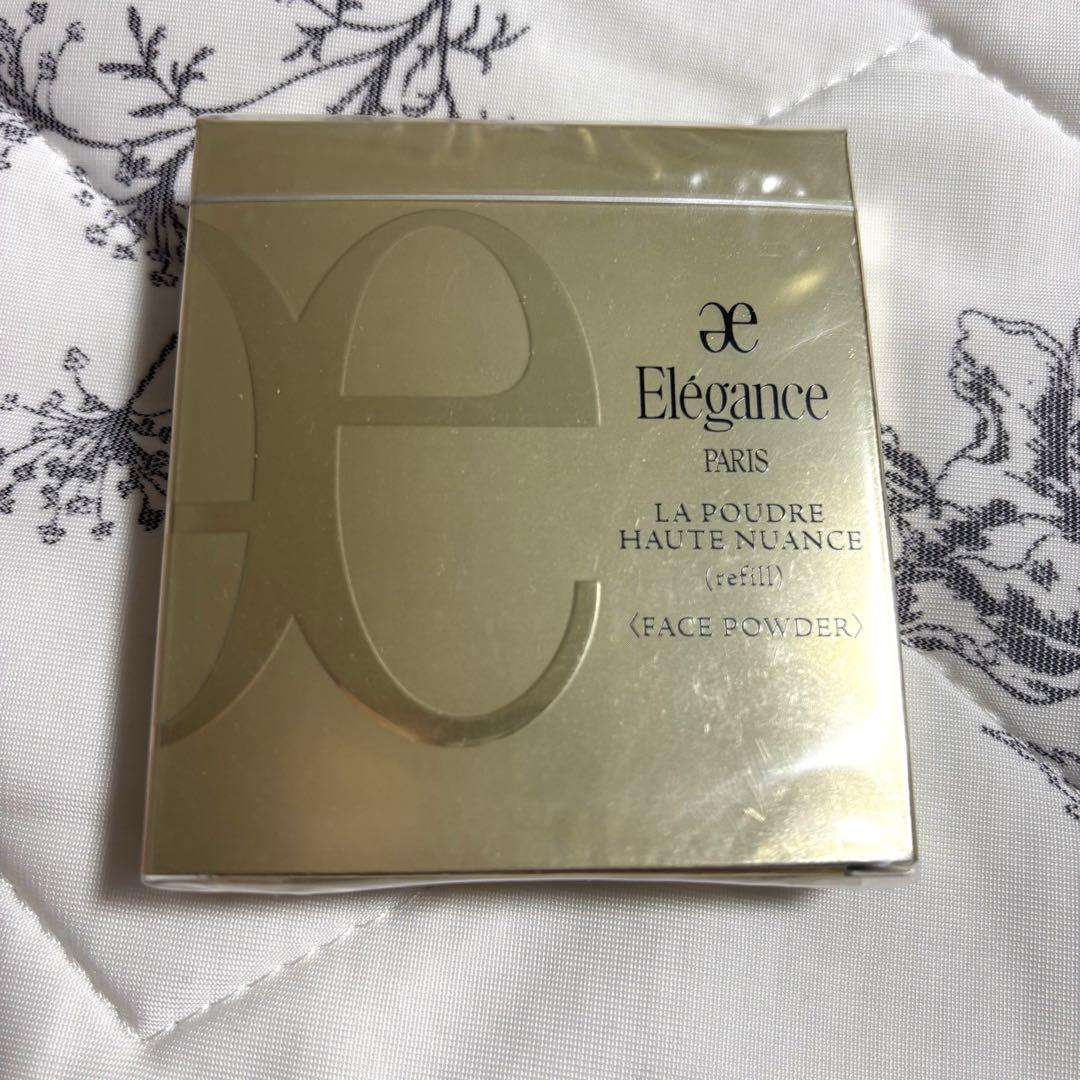 æ
Elégance
PARIS
LA POUDRE
HAUTE NUANCE
(refill)
〈FACE POWDER〉